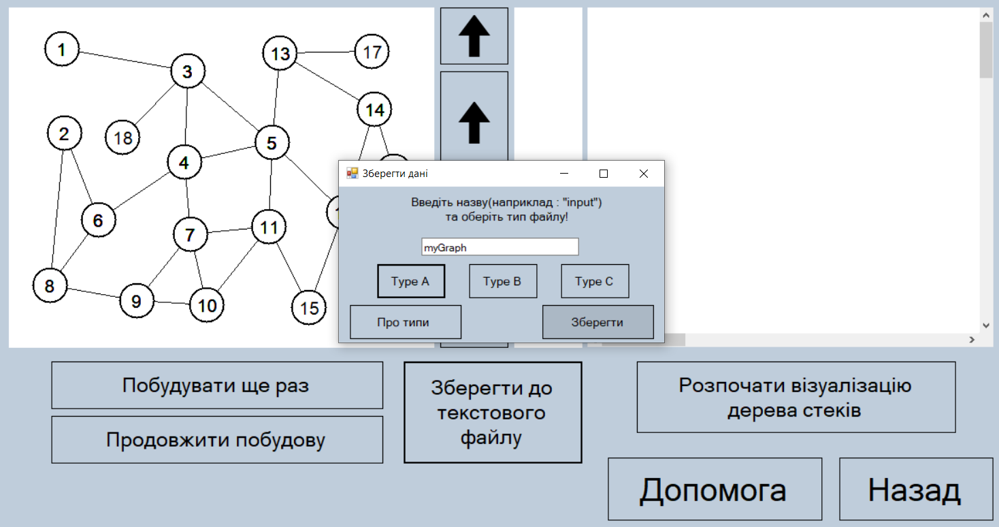 1
3
13
17
14
2
18
5
4
6
7
11
8
9
10
15
Зберегти дані
Введіть назву(наприклад : "input")
та оберіть тип файлу!
myGraph
Type A
Type B
Type C
Про типи
Зберегти
Побудувати ще раз
Продовжити побудову
Зберегти до
текстового
файлу
Розпочати візуалізацію
дерева стеків
Допомога
Назад